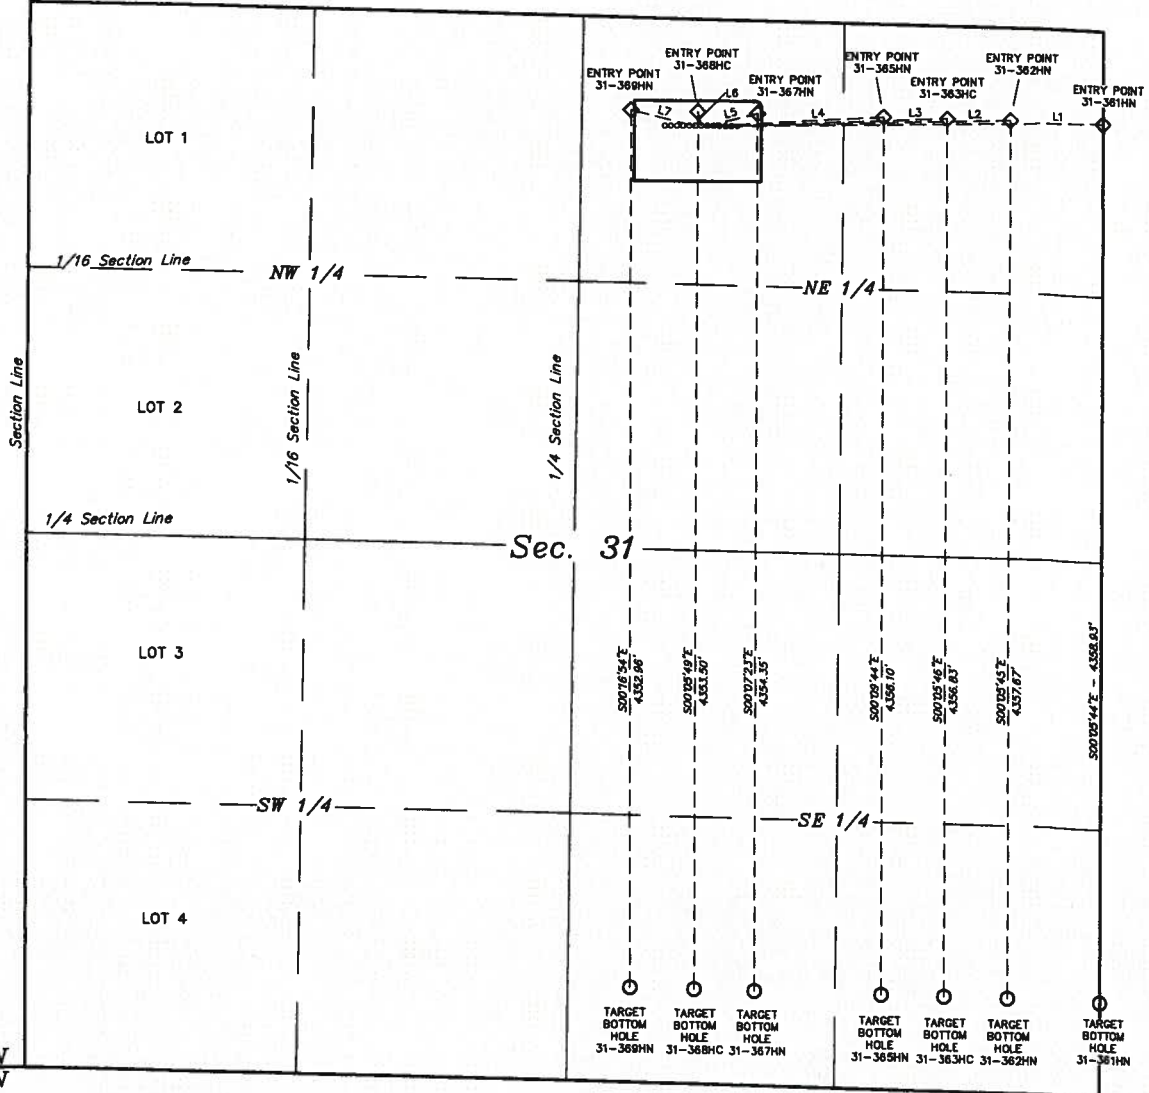 ENTRY POINT
31-369HN
ENTRY POINT
31-368HC
ENTRY POINT
31-367HN
ENTRY POINT
31-365HN
ENTRY POINT
31-363HC
ENTRY POINT
31-362HN
ENTRY POINT
31-361HN
L7
L6
L5
L4
L3
L2
L1
LOT 1
1/16 Section Line
NW 1/4
NE 1/4
Section Line
LOT 2
1/16 Section Line
1/4 Section Line
1/4 Section Line
Sec. 31
LOT 3
S00°16'54"E
4352.96'
S00°05'49"E
4353.50'
S00°07'23"E
4354.35'
S00°09'44"E
4356.10'
S00°05'46"E
4356.83'
S00°05'45"E
4357.67'
S00°05'44"E - 4358.93'
SW 1/4
SE 1/4
LOT 4
TARGET
BOTTOM
HOLE
31-369HN
TARGET
BOTTOM
HOLE
31-368HC
TARGET
BOTTOM
HOLE
31-367HN
TARGET
BOTTOM
HOLE
31-365HN
TARGET
BOTTOM
HOLE
31-363HC
TARGET
BOTTOM
HOLE
31-362HN
TARGET
BOTTOM
HOLE
31-361HN